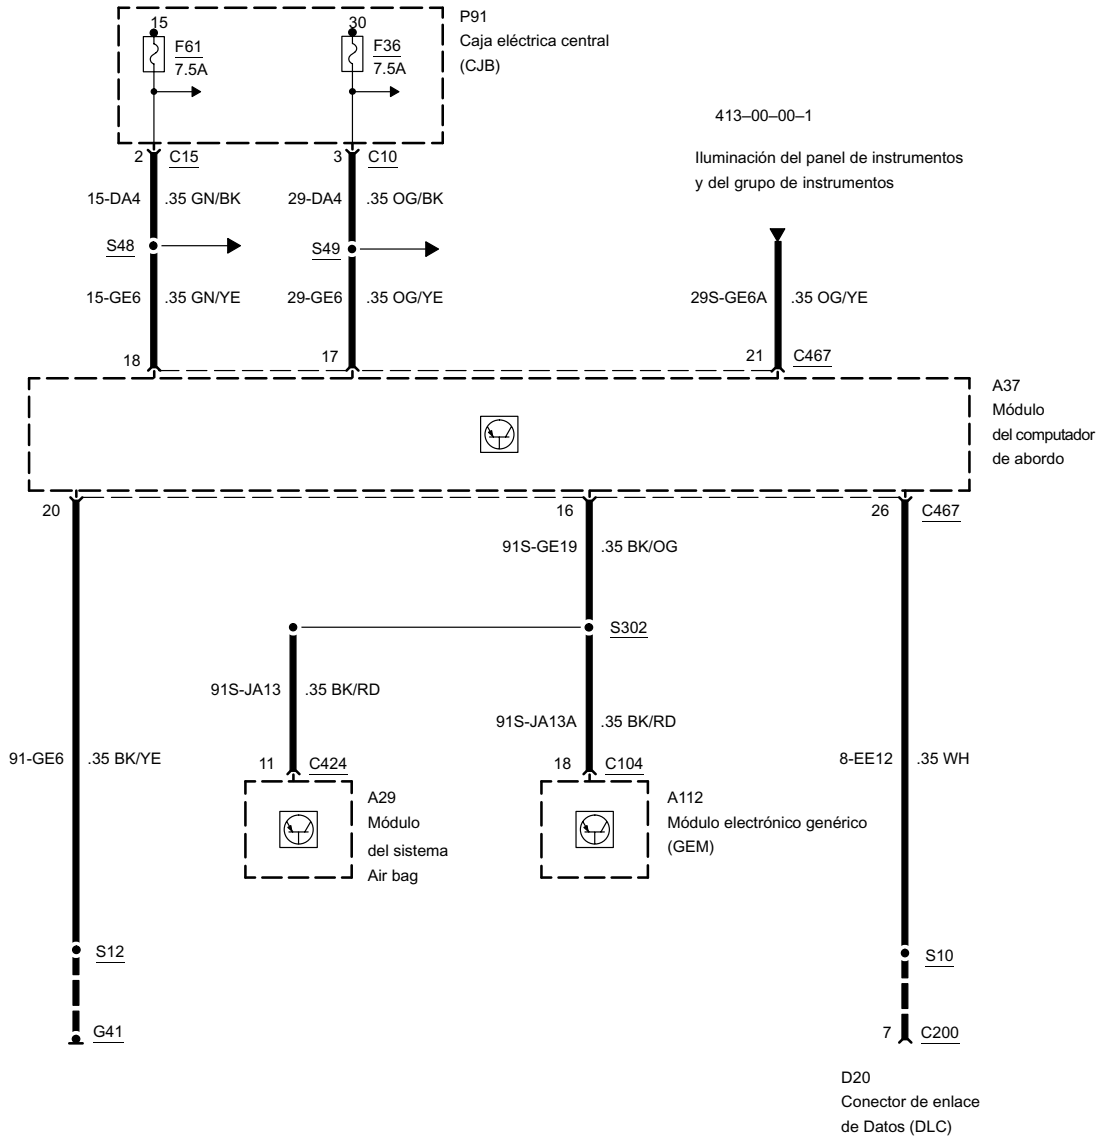 P91
Caja eléctrica central
(CJB)
15
F61
7.5A
30
F36
7.5A
413–00–00–1
Iluminación del panel de instrumentos
y del grupo de instrumentos
2 C15
3 C10
15-DA4 .35 GN/BK
29-DA4 .35 OG/BK
S48
S49
15-GE6 .35 GN/YE
29-GE6 .35 OG/YE
29S-GE6A .35 OG/YE
18
17
21 C467
A37
Módulo
del computador
de abordo
20
16
26 C467
91S-GE19 .35 BK/OG
S302
91S-JA13 .35 BK/RD
91S-JA13A .35 BK/RD
91-GE6 .35 BK/YE
8-EE12 .35 WH
11 C424
18 C104
A29
Módulo
del sistema
Air bag
A112
Módulo electrónico genérico
(GEM)
S12
S10
G41
7 C200
D20
Conector de enlace
de Datos (DLC)